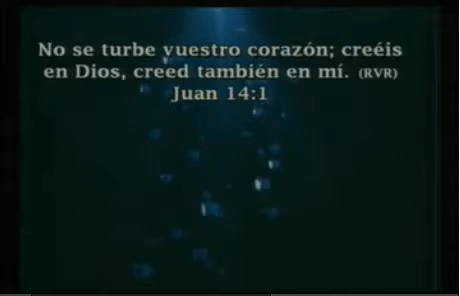 No se turbe vuestro corazón; creéis
en Dios, creed también en mí. (RVR)
Juan 14:1